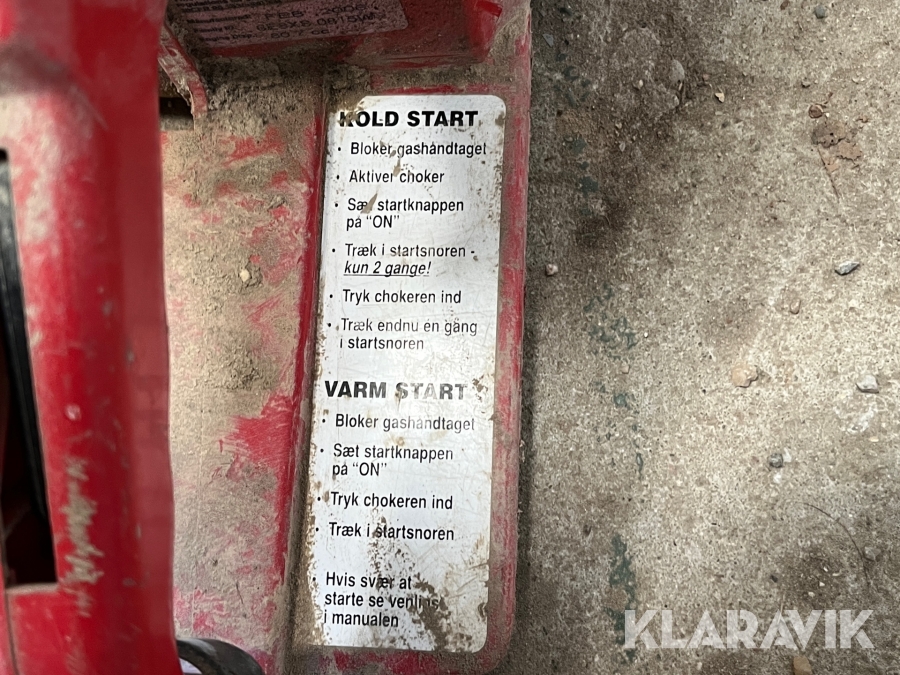 FEB 2006
KOLD START
• Bloker gashåndtaget
• Aktiver choker
• Sæt startknappen
på "ON"
• Træk i startsnoren -
kun 2 gange!
• Tryk chokeren ind
• Træk endnu en gang
i startsnoren
VARM START
• Bloker gashåndtaget
• Sæt startknappen
på "ON"
• Tryk chokeren ind
• Træk i startsnoren
• Hvis svær at
starte se venligst
i manualen
KLARAVIK